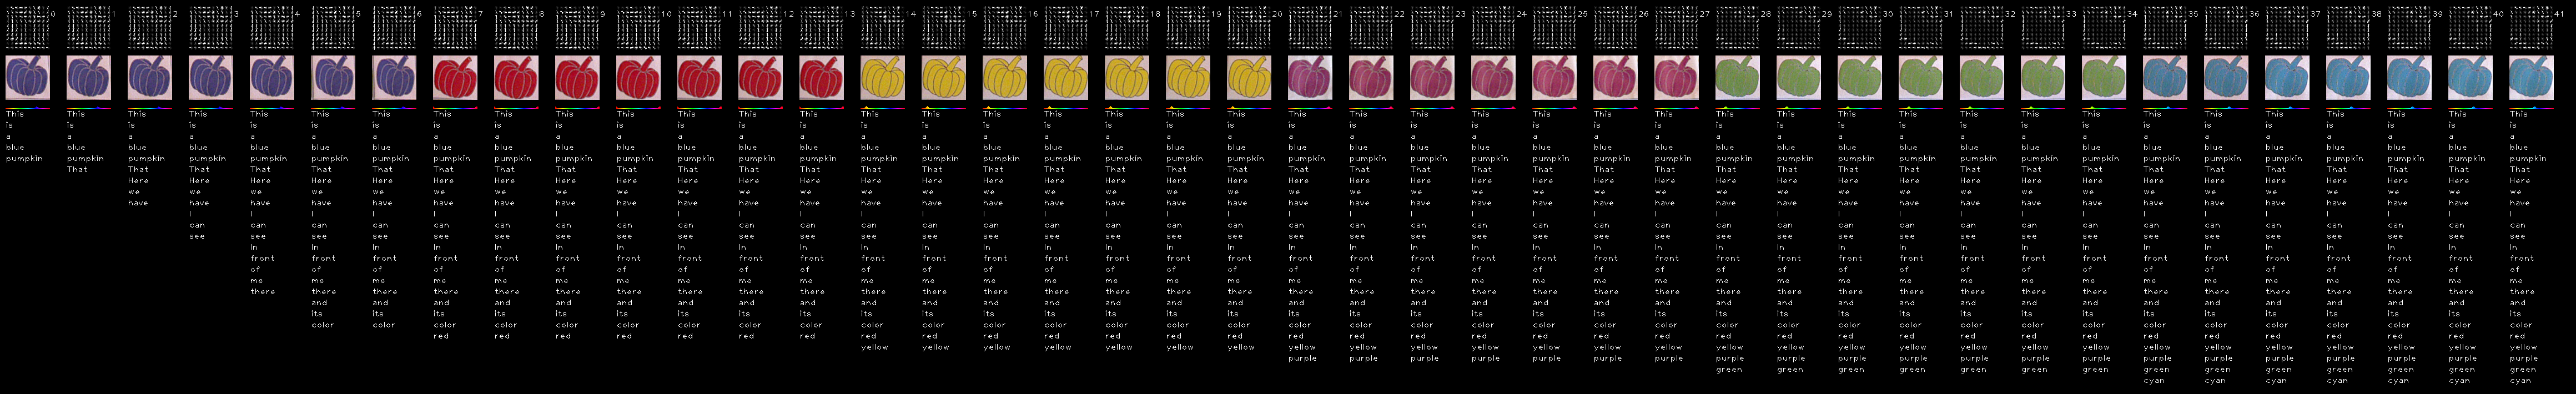 0 1 2 3 4 5 6 7 8 9 10 11 12 13 14 15 16 17 18 19 20 21 22 23 24 25 26 27 28 29 30 31 32 33 34 35 36 37 38 39 40 41
This This This This This This This This This This This This This This This This This This This This This This This This This This This This This This This This This This This This This This This This This This
is is is is is is is is is is is is is is is is is is is is is is is is is is is is is is is is is is is is is is is is is is
a a a a a a a a a a a a a a a a a a a a a a a a a a a a a a a a a a a a a a a a a a
blue blue blue blue blue blue blue blue blue blue blue blue blue blue blue blue blue blue blue blue blue blue blue blue blue blue blue blue blue blue blue blue blue blue blue blue blue blue blue blue blue blue
pumpkin pumpkin pumpkin pumpkin pumpkin pumpkin pumpkin pumpkin pumpkin pumpkin pumpkin pumpkin pumpkin pumpkin pumpkin pumpkin pumpkin pumpkin pumpkin pumpkin pumpkin pumpkin pumpkin pumpkin pumpkin pumpkin pumpkin pumpkin pumpkin pumpkin pumpkin pumpkin pumpkin pumpkin pumpkin pumpkin pumpkin pumpkin pumpkin pumpkin pumpkin pumpkin
That That That That That That That That That That That That That That That That That That That That That That That That That That That That That That That That That That That That That That That That That
Here Here Here Here Here Here Here Here Here Here Here Here Here Here Here Here Here Here Here Here Here Here Here Here Here Here Here Here Here Here Here Here Here Here Here Here Here Here Here Here
we we we we we we we we we we we we we we we we we we we we we we we we we we we we we we we we we we we we we we we we
have have have have have have have have have have have have have have have have have have have have have have have have have have have have have have have have have have have have have have have have
I I I I I I I I I I I I I I I I I I I I I I I I I I I I I I I I I I I I I I I
can can can can can can can can can can can can can can can can can can can can can can can can can can can can can can can can can can can can can can can
see see see see see see see see see see see see see see see see see see see see see see see see see see see see see see see see see see see see see see see
In In In In In In In In In In In In In In In In In In In In In In In In In In In In In In In In In In In In In In
front front front front front front front front front front front front front front front front front front front front front front front front front front front front front front front front front front front front front front
of of of of of of of of of of of of of of of of of of of of of of of of of of of of of of of of of of of of of of
me me me me me me me me me me me me me me me me me me me me me me me me me me me me me me me me me me me me me me
there there there there there there there there there there there there there there there there there there there there there there there there there there there there there there there there there there there there there
and and and and and and and and and and and and and and and and and and and and and and and and and and and and and and and and and and and and and
its its its its its its its its its its its its its its its its its its its its its its its its its its its its its its its its its its its its its
color color color color color color color color color color color color color color color color color color color color color color color color color color color color color color color color color color color color color
red red red red red red red red red red red red red red red red red red red red red red red red red red red red red red red red red red red
yellow yellow yellow yellow yellow yellow yellow yellow yellow yellow yellow yellow yellow yellow yellow yellow yellow yellow yellow yellow yellow yellow yellow yellow yellow yellow yellow yellow
purple purple purple purple purple purple purple purple purple purple purple purple purple purple purple purple purple purple purple purple purple
green green green green green green green green green green green green green green
cyan cyan cyan cyan cyan cyan cyan